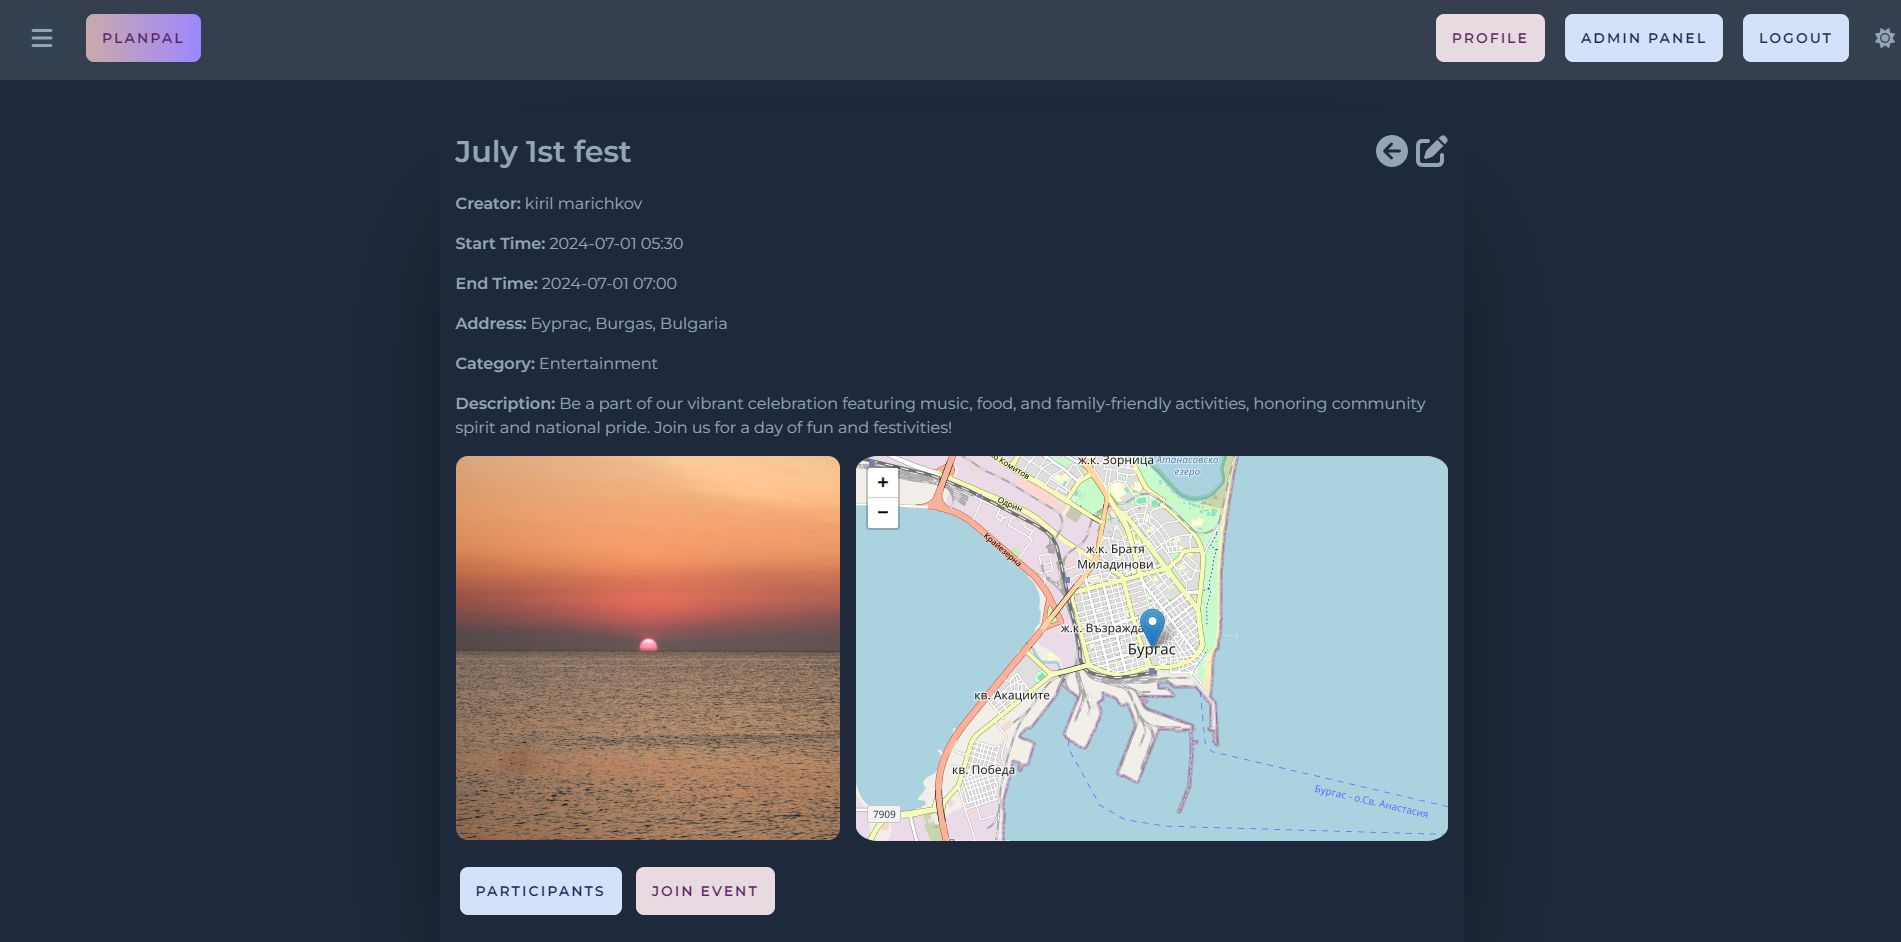 PLANPAL
PROFILE
ADMIN PANEL
LOGOUT
July 1st fest
Creator: kiril marichkov
Start Time: 2024-07-01 05:30
End Time: 2024-07-01 07:00
Address: Бургас, Burgas, Bulgaria
Category: Entertainment
Description: Be a part of our vibrant celebration featuring music, food, and family-friendly activities, honoring community
spirit and national pride. Join us for a day of fun and festivities!
+
−
Комитов
ж.к. Зорница
Атанасовско
езеро
Одрин
Крайезерна
ж.к. Братя
Миладинови
ж.к. Възражда
Бургас
кв. Акациите
кв. Победа
7909
Бургас - о.Св. Анастасия
PARTICIPANTS
JOIN EVENT